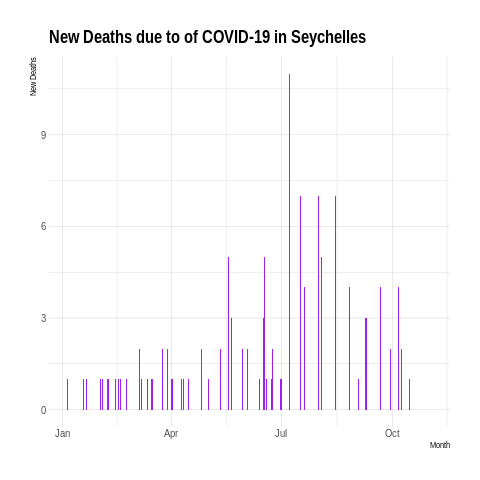 New Deaths due to of COVID-19 in Seychelles
New Deaths
9
6
3
0
Jan Apr Jul Oct
Month